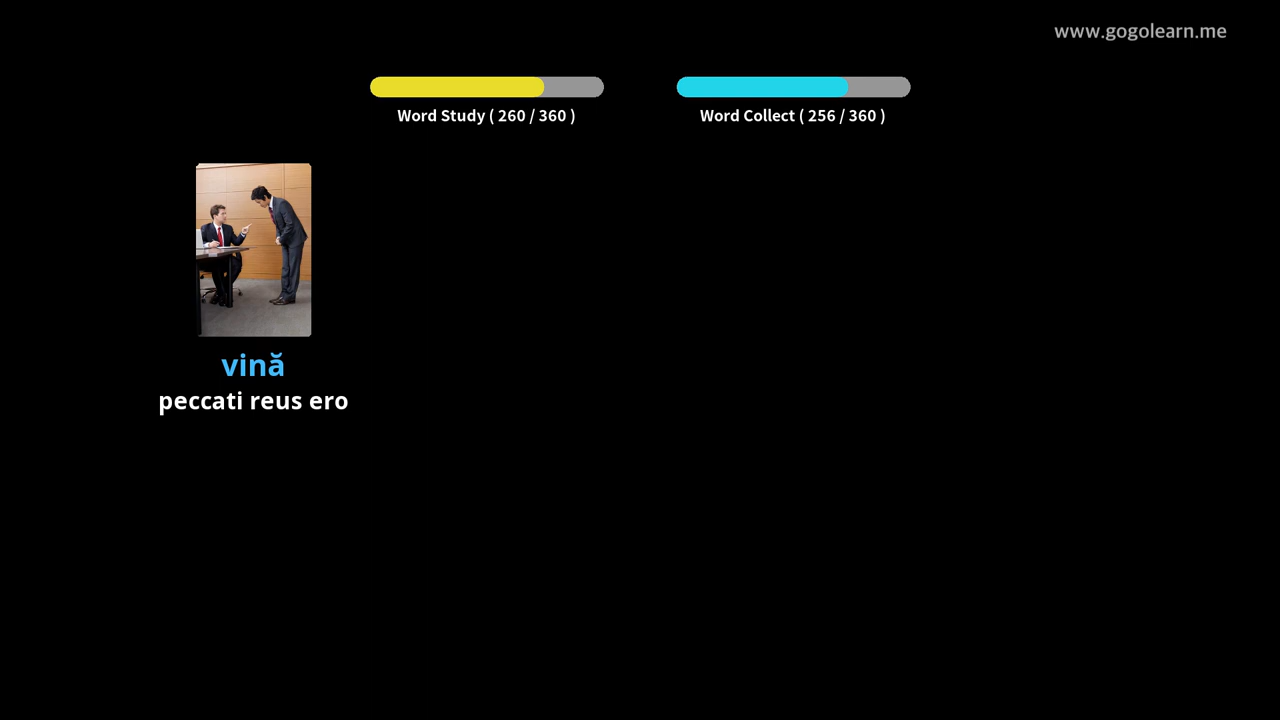 www.gogolearn.me
Word Study ( 260 / 360 )
Word Collect ( 256 / 360 )
vină
peccati reus ero